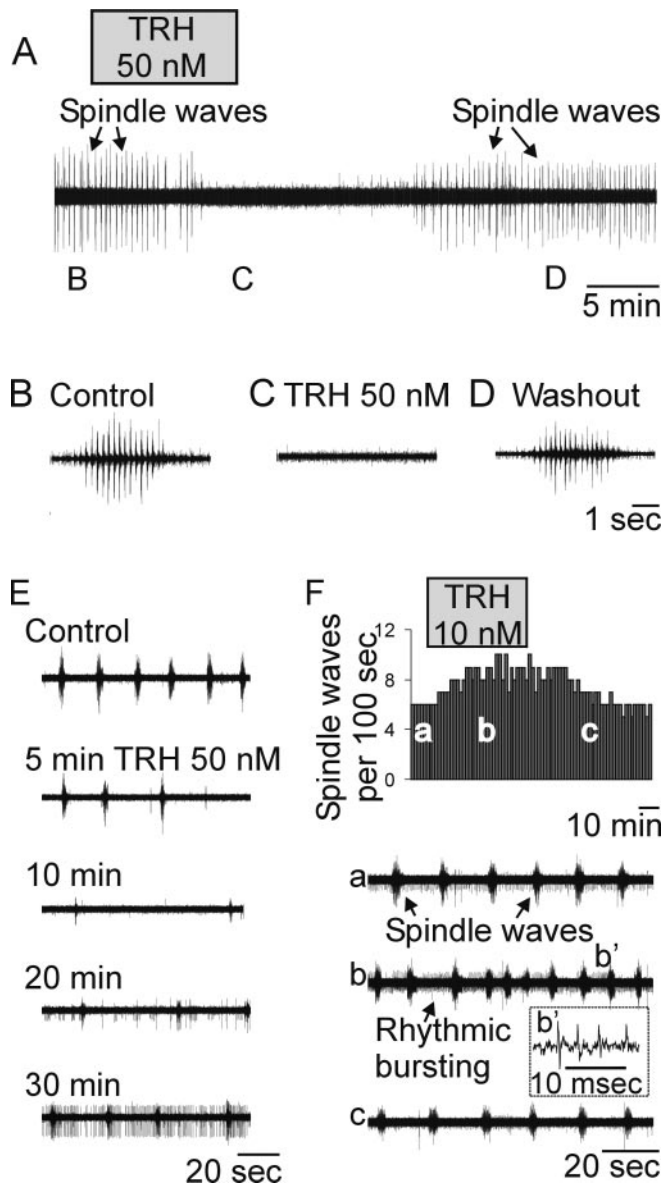 A
TRH
50 nM
Spindle waves
Spindle waves
B
C
D
5 min
B Control
C TRH 50 nM
D Washout
1 sec
E
Control
5 min TRH 50 nM
10 min
20 min
30 min
20 sec
F
TRH
10 nM
Spindle waves
per 100 sec
12
8
4
0
a
b
c
10 min
a
Spindle waves
b
b'
Rhythmic
bursting
b'
10 msec
c
20 sec